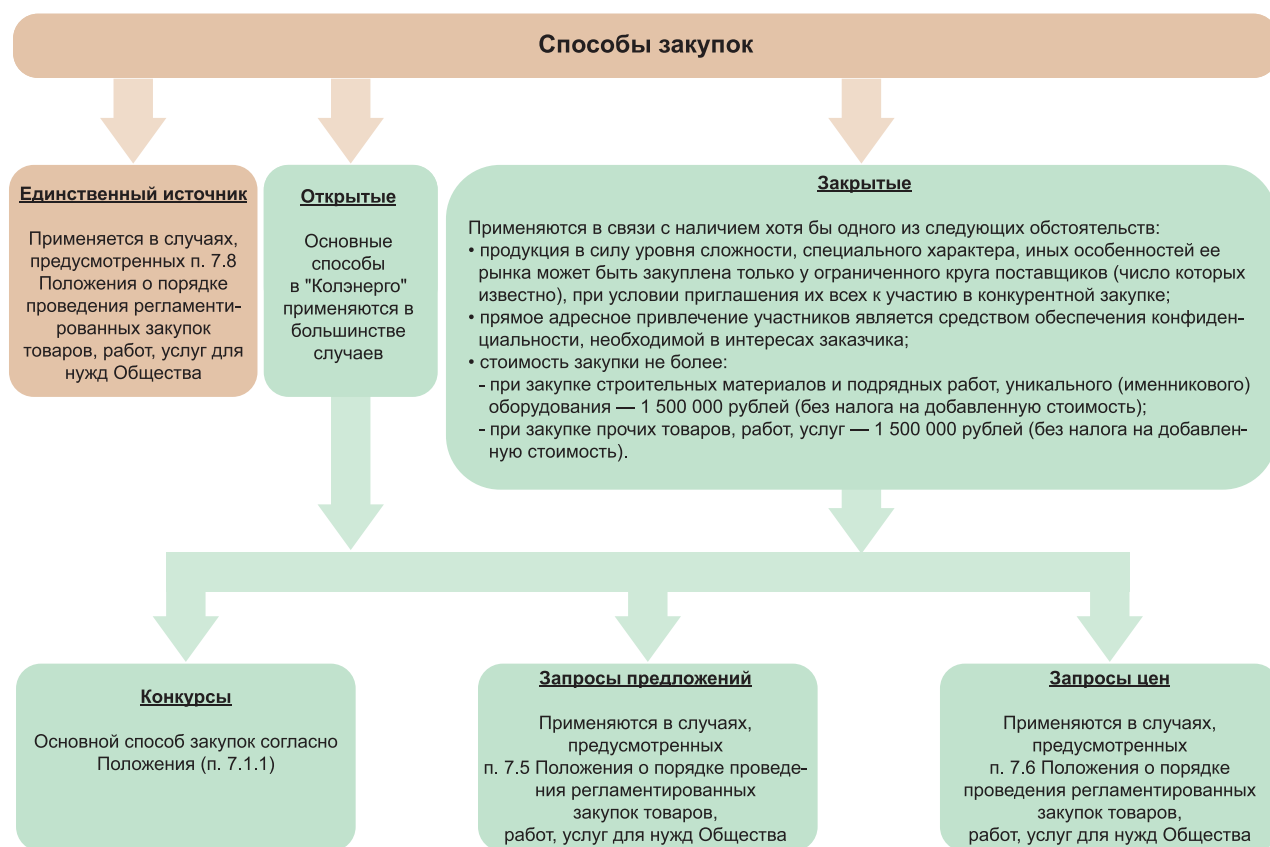 Способы закупок
Единственный источник
Применяется в случаях,
предусмотренных п. 7.8
Положения о порядке
проведения регламенти-
рованных закупок
товаров, работ, услуг для
нужд Общества
Открытые
Основные
способы
в "Колэнерго"
применяются в
большинстве
случаев
Закрытые
Применяются в связи с наличием хотя бы одного из следующих обстоятельств:
• продукция в силу уровня сложности, специального характера, иных особенностей ее
рынка может быть закуплена только у ограниченного круга поставщиков (число которых
известно), при условии приглашения их всех к участию в конкурентной закупке;
• прямое адресное привлечение участников является средством обеспечения конфиден-
циальности, необходимой в интересах заказчика;
• стоимость закупки не более:
- при закупке строительных материалов и подрядных работ, уникального (именникового)
оборудования — 1 500 000 рублей (без налога на добавленную стоимость);
- при закупке прочих товаров, работ, услуг — 1 500 000 рублей (без налога на добавлен-
ную стоимость).
Конкурсы
Основной способ закупок согласно
Положения (п. 7.1.1)
Запросы предложений
Применяются в случаях,
предусмотренных
п. 7.5 Положения о порядке проведе-
ния регламентированных
закупок товаров,
работ, услуг для нужд Общества
Запросы цен
Применяются в случаях,
предусмотренных
п. 7.6 Положения о порядке
проведения регламентированных
закупок товаров,
работ, услуг для нужд Общества